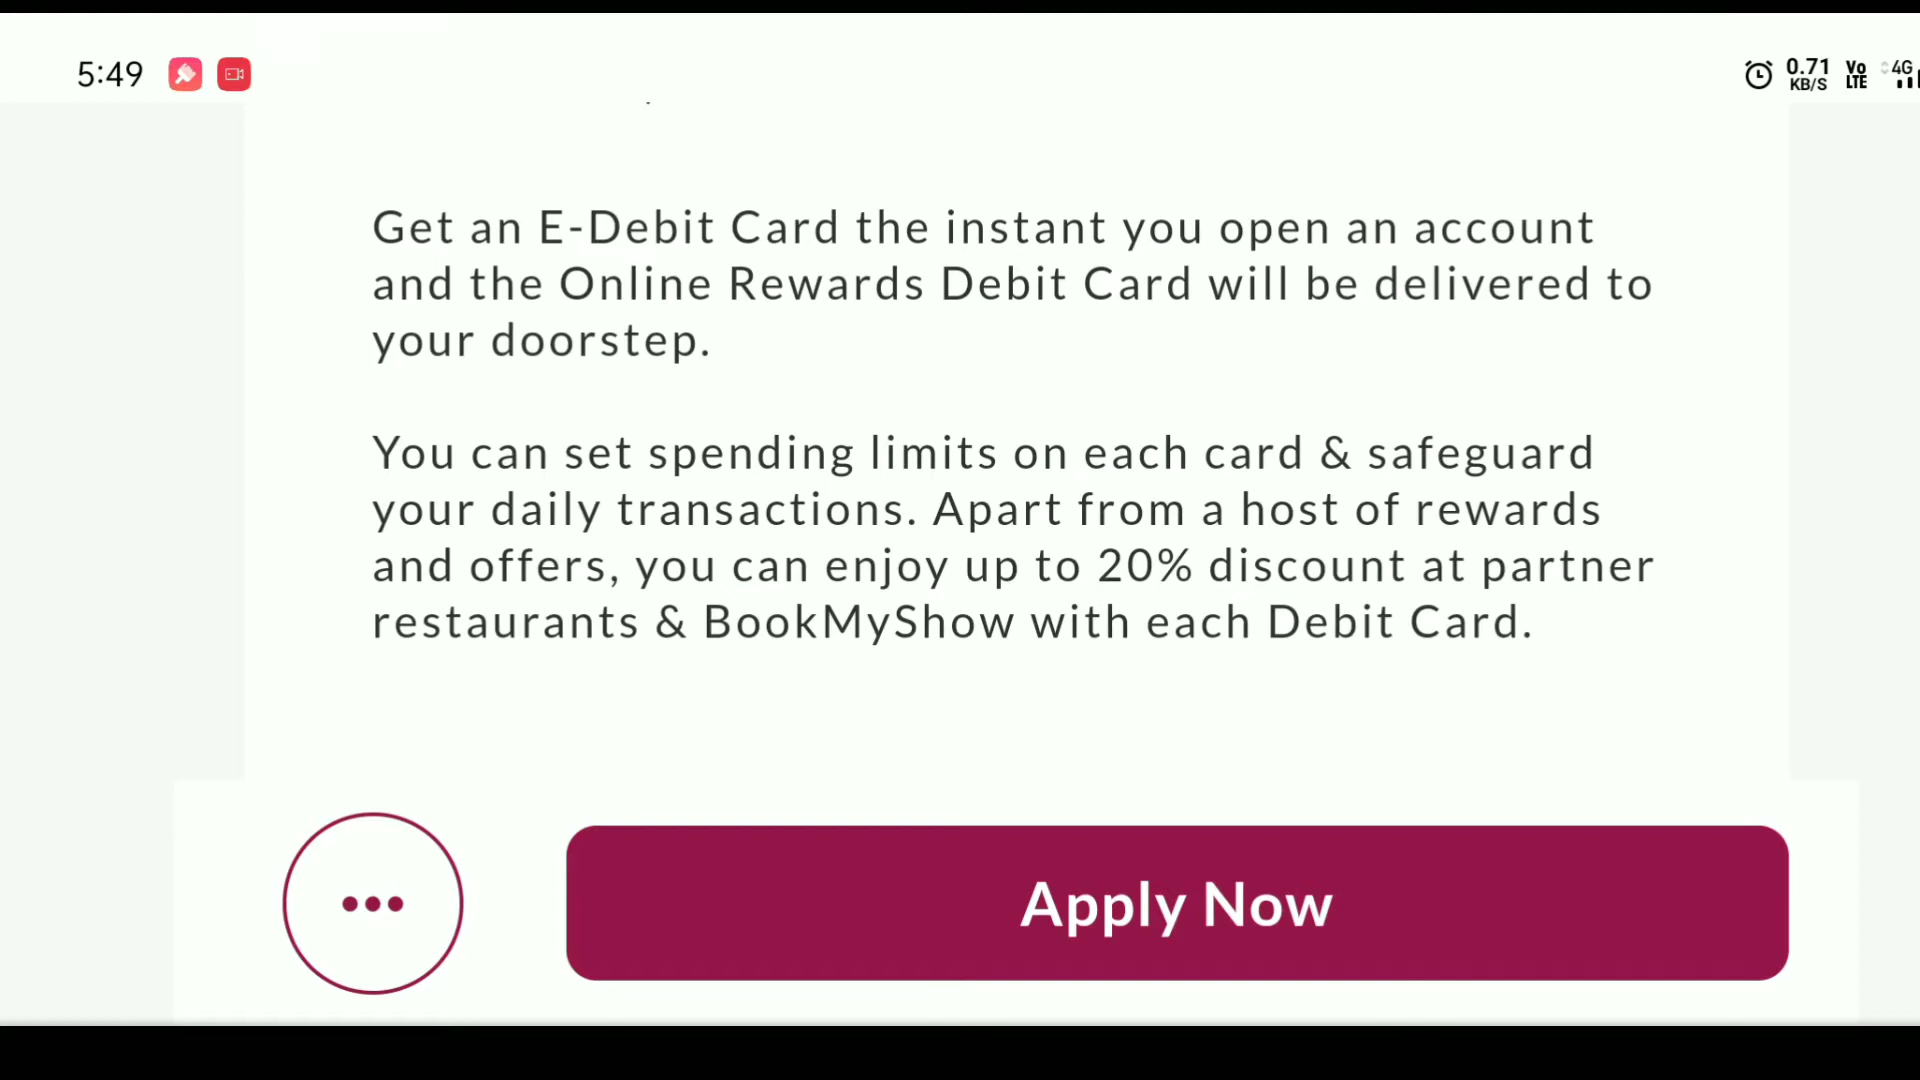 5:49
0.71
KB/S
Vo
LTE
4G
Get an E-Debit Card the instant you open an account
and the Online Rewards Debit Card will be delivered to
your doorstep.
You can set spending limits on each card & safeguard
your daily transactions. Apart from a host of rewards
and offers, you can enjoy up to 20% discount at partner
restaurants & BookMyShow with each Debit Card.
Apply Now